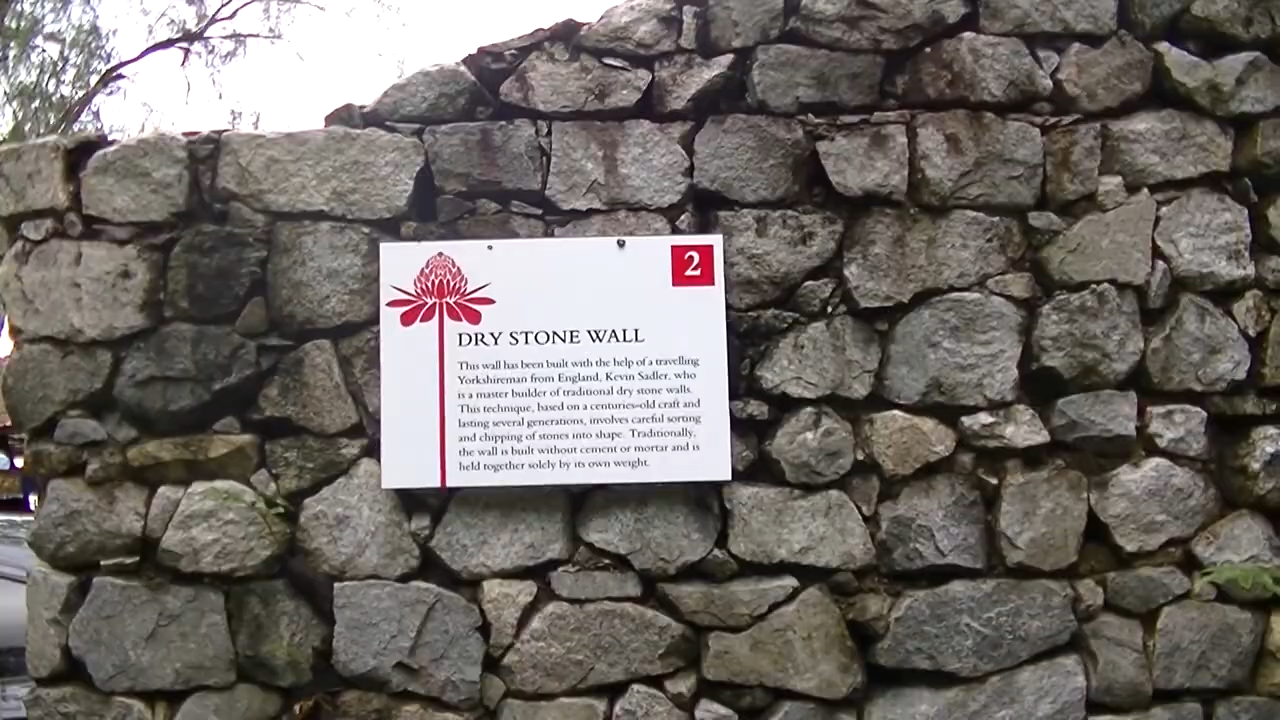 2
DRY STONE WALL
This wall has been built with the help of a travelling
Yorkshireman from England, Kevin Sadler, who
is a master builder of traditional dry stone walls.
This technique, based on a centuries-old craft and
lasting several generations, involves careful sorting
and chipping of stones into shape. Traditionally,
the wall is built without cement or mortar and is
held together solely by its own weight.